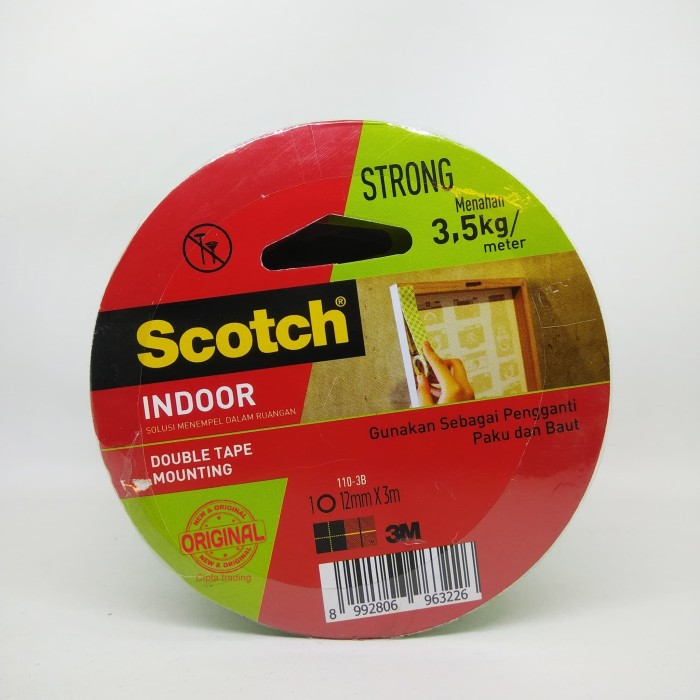 STRONG
Menahan
3,5kg/
meter
Scotch®
INDOOR
SOLUSI MENEMPEL DALAM RUANGAN
DOUBLE TAPE
MOUNTING
Gunakan Sebagai Pengganti
Paku dan Baut
110-3B
1 12mm X 3m
3M
NEW & ORIGINAL
ORIGINAL
NEW & ORIGINAL
Cipta trading
8 992806 963226